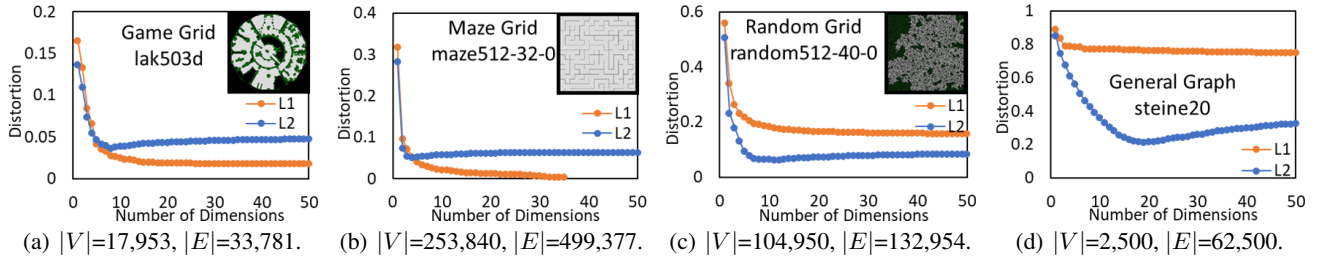 Game Grid
lak503d
Distortion
0.2
0.15
0.1
0.05
0
0 10 20 30 40 50
Number of Dimensions
L1
L2
(a) |V|=17,953, |E|=33,781.
Maze Grid
maze512-32-0
Distortion
0.4
0.3
0.2
0.1
0
0 10 20 30 40 50
Number of Dimensions
L1
L2
(b) |V|=253,840, |E|=499,377.
Random Grid
random512-40-0
Distortion
0.6
0.4
0.2
0
0 10 20 30 40 50
Number of Dimensions
L1
L2
(c) |V|=104,950, |E|=132,954.
General Graph
steine20
Distortion
1
0.8
0.6
0.4
0.2
0
0 10 20 30 40 50
Number of Dimensions
L1
L2
(d) |V|=2,500, |E|=62,500.